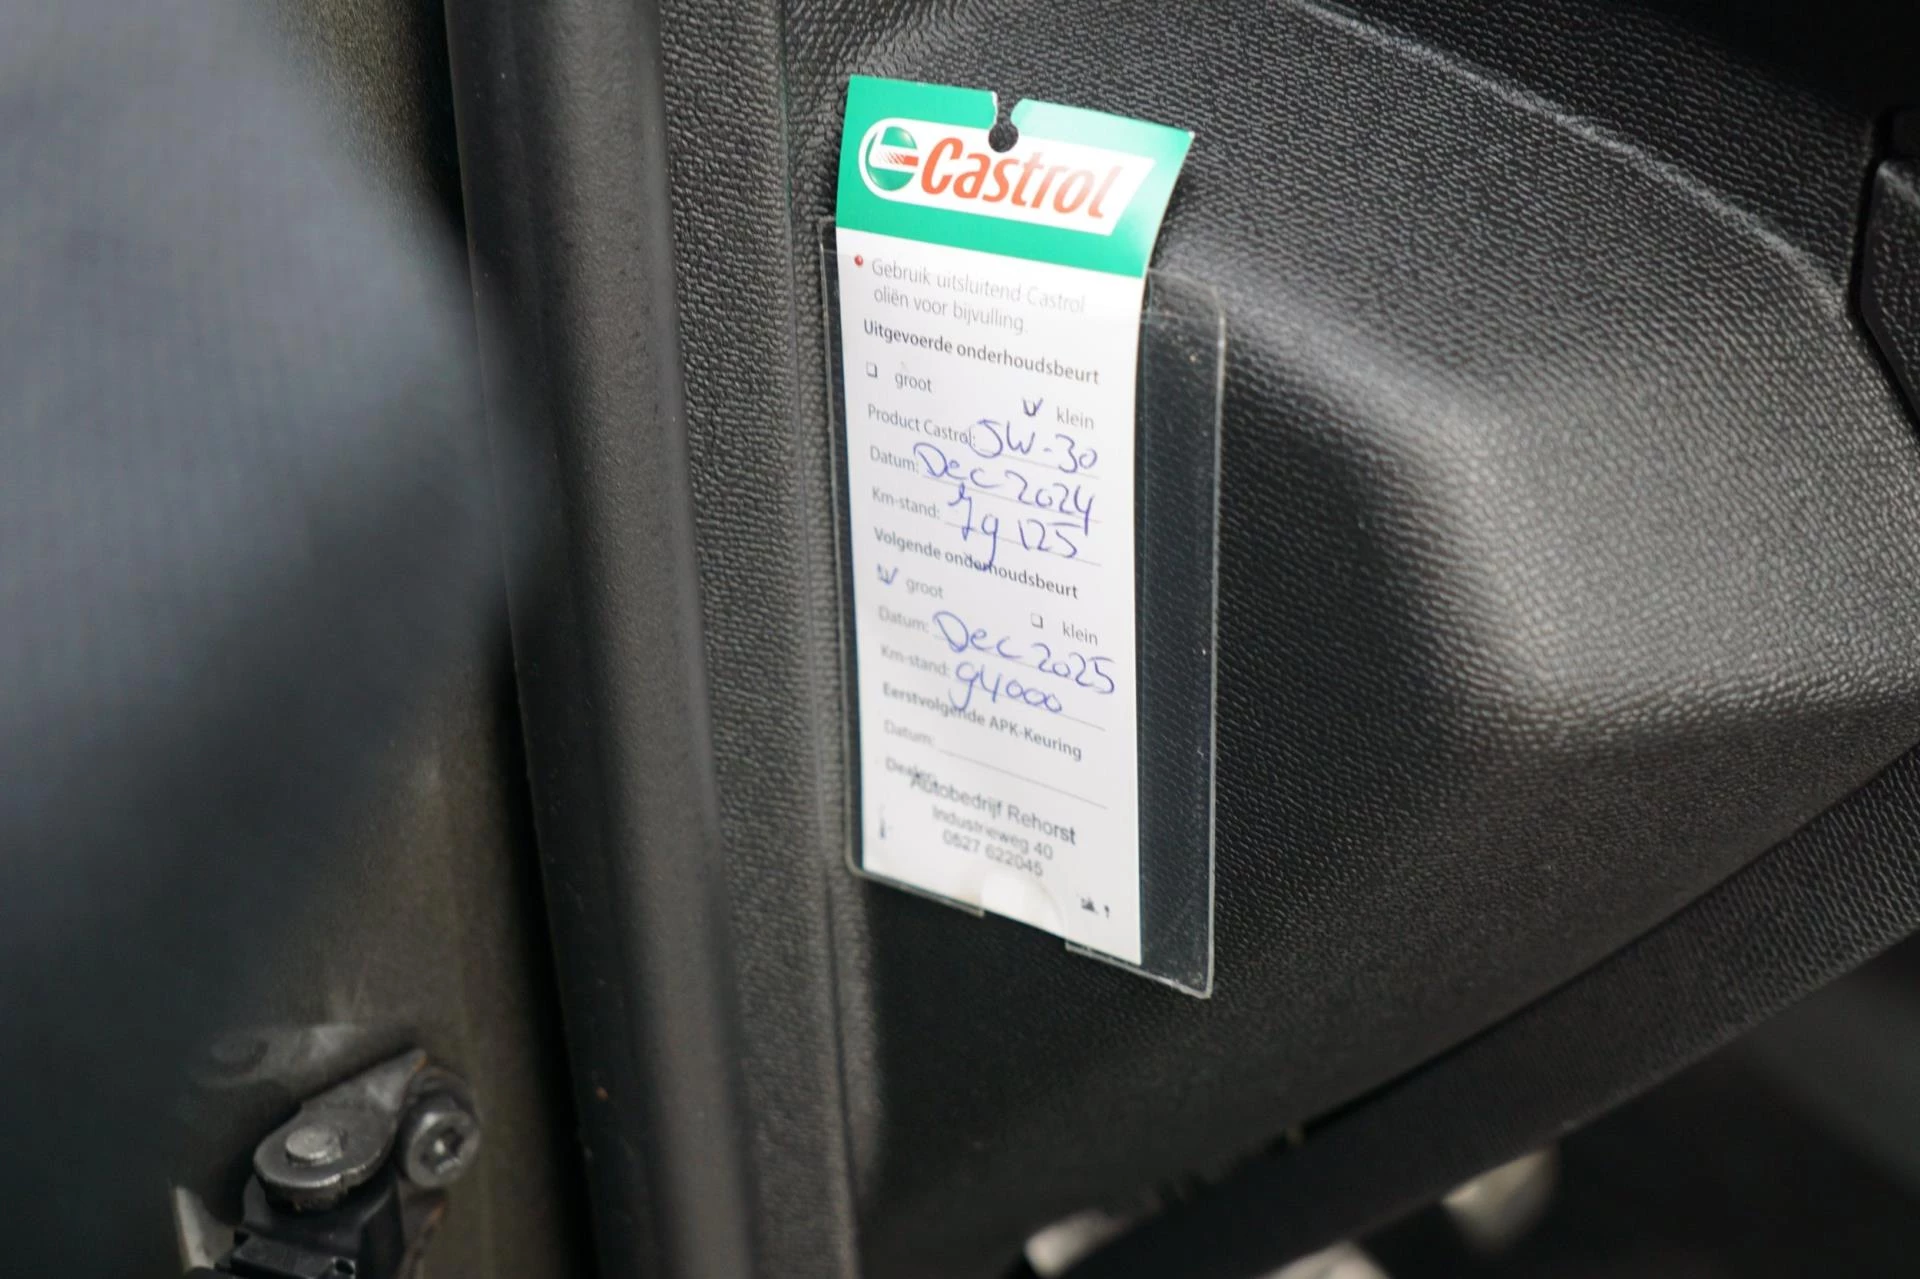 Castrol
Gebruik uitsluitend Castrol
oliën voor bijvulling.
Uitgevoerde onderhoudsbeurt
groot klein
Product Castrol: 5W-30
Datum: Dec 2024
Km-stand: 79 125
Volgende onderhoudsbeurt
groot klein
Datum: Dec 2025
Km-stand: 94000
Eerstvolgende APK-Keuring
Datum:
Dealer:
Autobedrijf Rehorst
Industrieweg 40
0527 622045